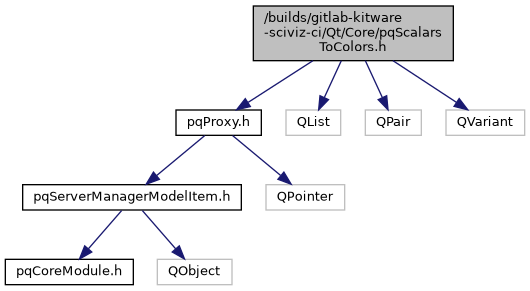 /builds/gitlab-kitware
-sciviz-ci/Qt/Core/pqScalars
ToColors.h
pqProxy.h
QList
QPair
QVariant
pqServerManagerModelItem.h
QPointer
pqCoreModule.h
QObject